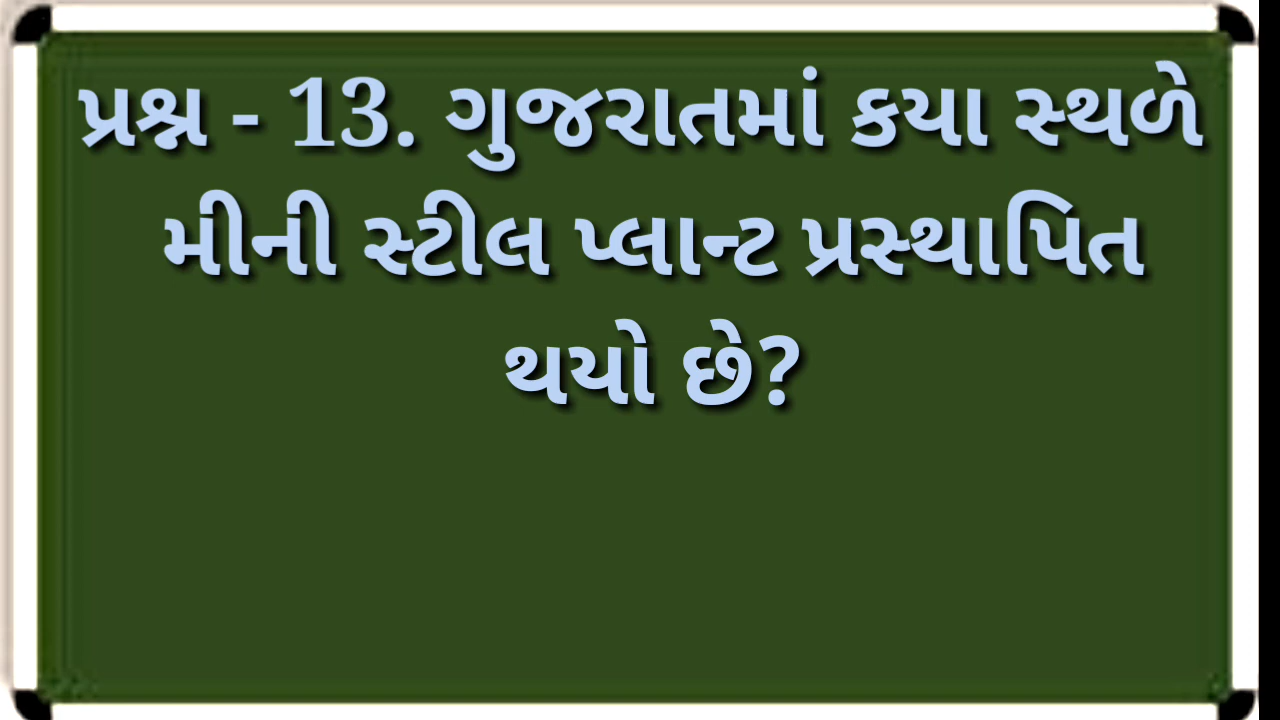 પ્રશ્ન - 13. ગુજરાતમાં કયા સ્થળે
મીની સ્ટીલ પ્લાન્ટ પ્રસ્થાપિત
થયો છે?